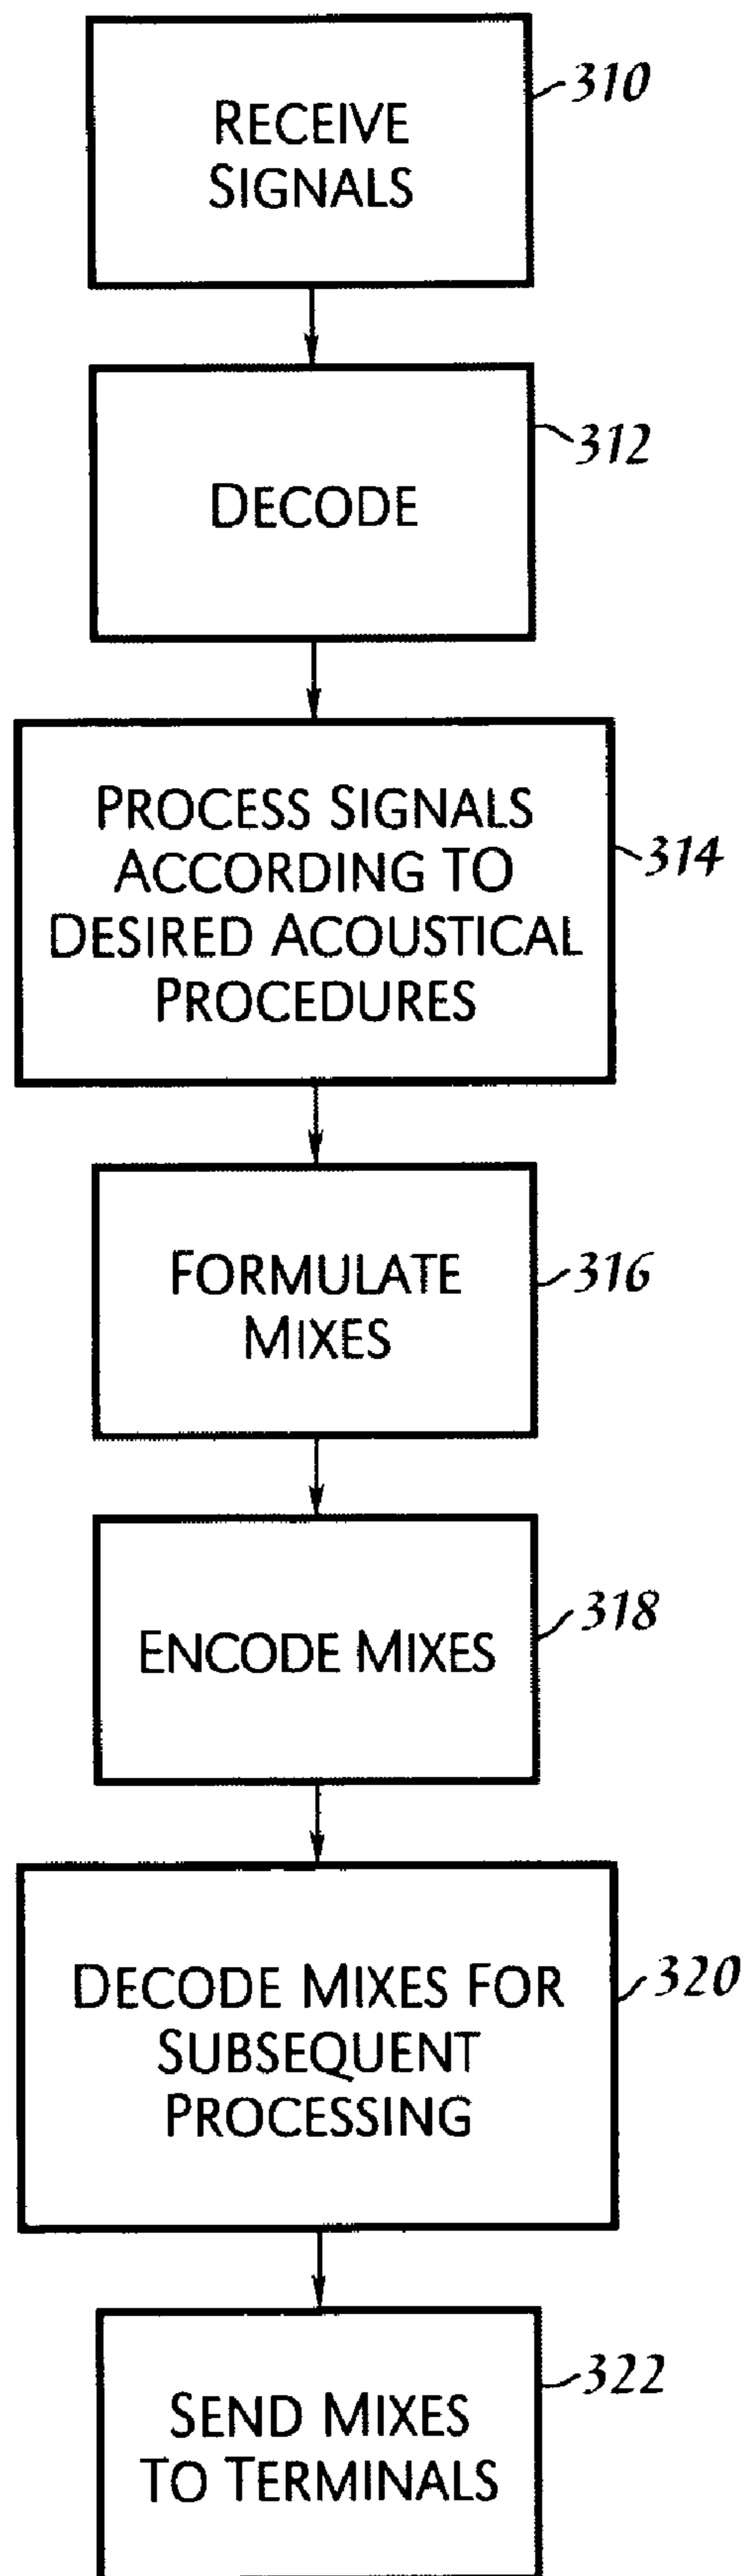 RECEIVE
SIGNALS
310
DECODE
312
PROCESS SIGNALS
ACCORDING TO
DESIRED ACOUSTICAL
PROCEDURES
314
FORMULATE
MIXES
316
ENCODE MIXES
318
DECODE MIXES FOR
SUBSEQUENT
PROCESSING
320
SEND MIXES
TO TERMINALS
322